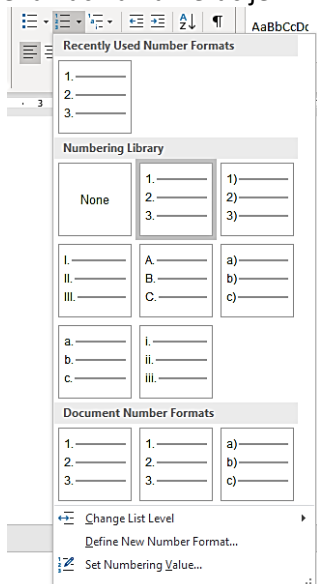 AaBbCcDc
Recently Used Number Formats
1.
2.
3.
3
Numbering Library
None
1.
2.
3.
1)
2)
3)
I.
II.
III.
A.
B.
C.
a)
b)
c)
a.
b.
c.
i.
ii.
iii.
Document Number Formats
1.
2.
3.
1.
2.
3.
a)
b)
c)
Change List Level
Define New Number Format...
Set Numbering Value...